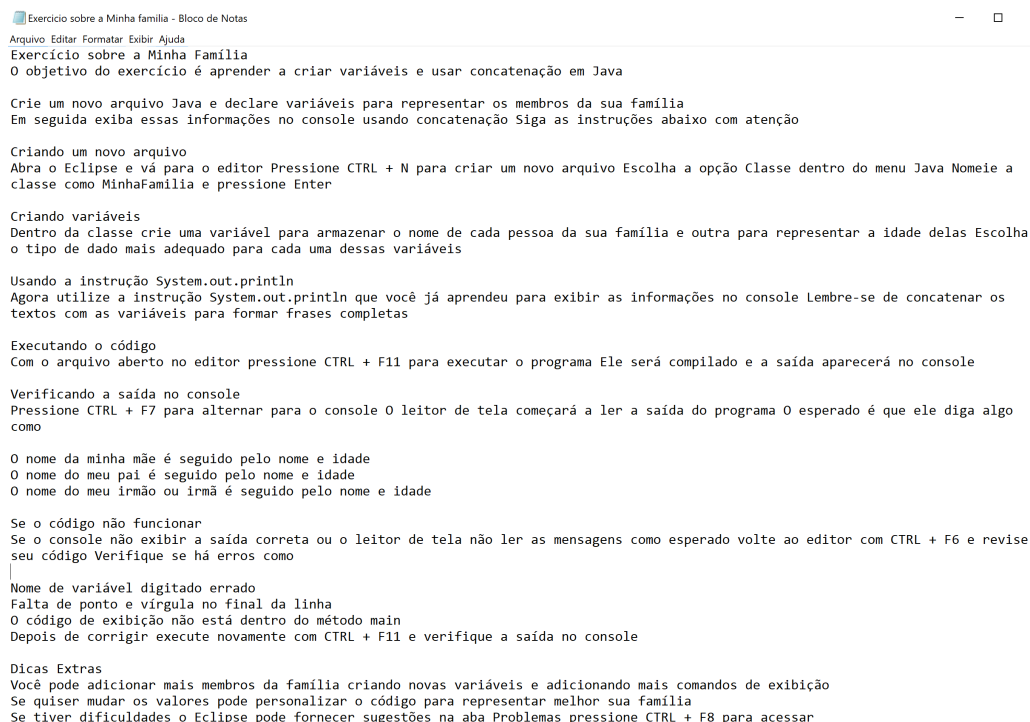 Exercicio sobre a Minha familia - Bloco de Notas
Arquivo Editar Formatar Exibir Ajuda
Exercício sobre a Minha Família
O objetivo do exercício é aprender a criar variáveis e usar concatenação em Java
Crie um novo arquivo Java e declare variáveis para representar os membros da sua família
Em seguida exiba essas informações no console usando concatenação Siga as instruções abaixo com atenção
Criando um novo arquivo
Abra o Eclipse e vá para o editor Pressione CTRL + N para criar um novo arquivo Escolha a opção Classe dentro do menu Java Nomeie a
classe como MinhaFamilia e pressione Enter
Criando variáveis
Dentro da classe crie uma variável para armazenar o nome de cada pessoa da sua família e outra para representar a idade delas Escolha
o tipo de dado mais adequado para cada uma dessas variáveis
Usando a instrução System.out.println
Agora utilize a instrução System.out.println que você já aprendeu para exibir as informações no console Lembre-se de concatenar os
textos com as variáveis para formar frases completas
Executando o código
Com o arquivo aberto no editor pressione CTRL + F11 para executar o programa Ele será compilado e a saída aparecerá no console
Verificando a saída no console
Pressione CTRL + F7 para alternar para o console O leitor de tela começará a ler a saída do programa O esperado é que ele diga algo
como
O nome da minha mãe é seguido pelo nome e idade
O nome do meu pai é seguido pelo nome e idade
O nome do meu irmão ou irmã é seguido pelo nome e idade
Se o código não funcionar
Se o console não exibir a saída correta ou o leitor de tela não ler as mensagens como esperado volte ao editor com CTRL + F6 e revise
seu código Verifique se há erros como
Nome de variável digitado errado
Falta de ponto e vírgula no final da linha
O código de exibição não está dentro do método main
Depois de corrigir execute novamente com CTRL + F11 e verifique a saída no console
Dicas Extras
Você pode adicionar mais membros da família criando novas variáveis e adicionando mais comandos de exibição
Se quiser mudar os valores pode personalizar o código para representar melhor sua família
Se tiver dificuldades o Eclipse pode fornecer sugestões na aba Problemas pressione CTRL + F8 para acessar